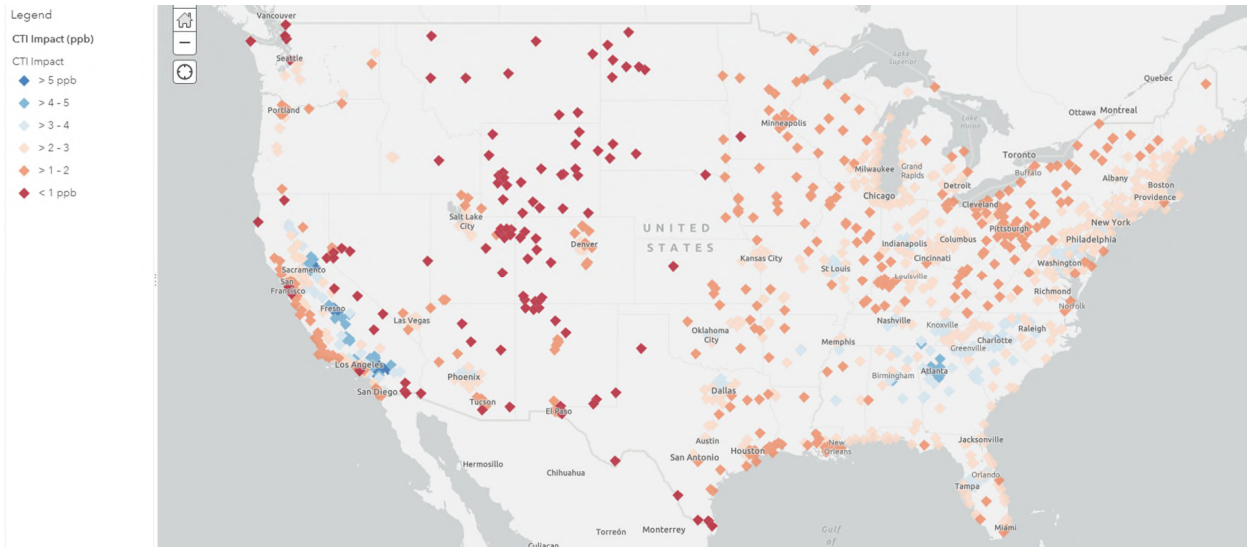 Legend
CTI Impact (ppb)
CTI Impact
> 5 ppb
> 4 - 5
> 3 - 4
> 2 - 3
> 1 - 2
< 1 ppb
Vancouver
Seattle
Portland
Lake
Superior
Quebec
Ottawa
Montreal
Minneapolis
Lake
Huron
Toronto
Milwaukee
Grand
Rapids
Buffalo
Albany
Boston
Providence
Detroit
Chicago
Cleveland
New York
Salt Lake
City
Pittsburgh
Philadelphia
UNITED
STATES
Denver
Indianapolis
Columbus
Cincinnati
Washington
Sacramento
San
Francisco
Kansas City
St Louis
Louisville
Richmond
Norfolk
Fresno
Las Vegas
Nashville
Knoxville
Raleigh
Oklahoma
City
Memphis
Charlotte
Greenville
Los Angeles
Phoenix
Birmingham
Atlanta
San Diego
Tucson
Dallas
El Paso
Austin
San Antonio
Houston
New
Orleans
Jacksonville
Hermosillo
Chihuahua
Orlando
Tampa
Torreón
Monterrey
Gulf
of
Miami
Culiacan